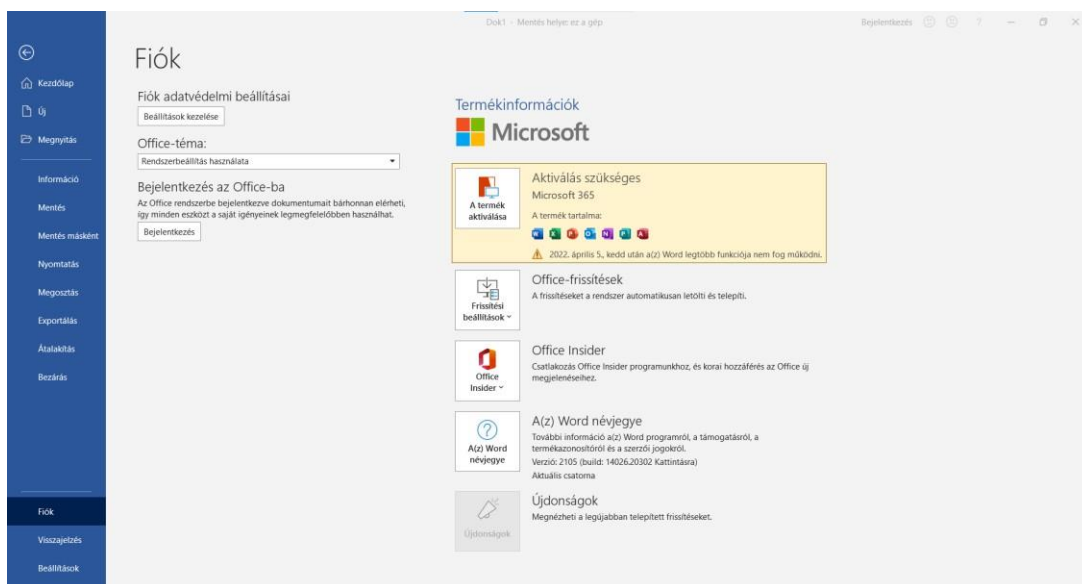 Dok1 - Mentés helye: ez a gép
Bejelentkezés
?
Fiók
Kezdőlap
Új
Megnyitás
Információ
Mentés
Mentés másként
Nyomtatás
Megosztás
Exportálás
Átalakítás
Bezárás
Fiók
Visszajelzés
Beállítások
Fiók adatvédelmi beállításai
Beállítások kezelése
Office-téma:
Rendszerbeállítás használata
Bejelentkezés az Office-ba
Az Office rendszerbe bejelentkezve dokumentumait bárhonnan elérheti,
így minden eszközt a saját igényeinek legmegfelelőbben használhat.
Bejelentkezés
Termékinformációk
Microsoft
A termék
aktiválása
Aktiválás szükséges
Microsoft 365
A termék tartalma:
2022. április 5., kedd után a(z) Word legtöbb funkciója nem fog működni.
Frissítési
beállítások
Office-frissítések
A frissítéseket a rendszer automatikusan letölti és telepíti.
Office
Insider
Office Insider
Csatlakozás Office Insider programunkhoz, és korai hozzáférés az Office új
megjelenéseihez.
A(z) Word
névjegye
A(z) Word névjegye
További információ a(z) Word programról, a támogatásról, a
termékazonosítóról és a szerzői jogokról.
Verzió: 2105 (build: 14026.20302 Kattintásra)
Aktuális csatorna
Újdonságok
Újdonságok
Megnézheti a legújabban telepített frissítéseket.